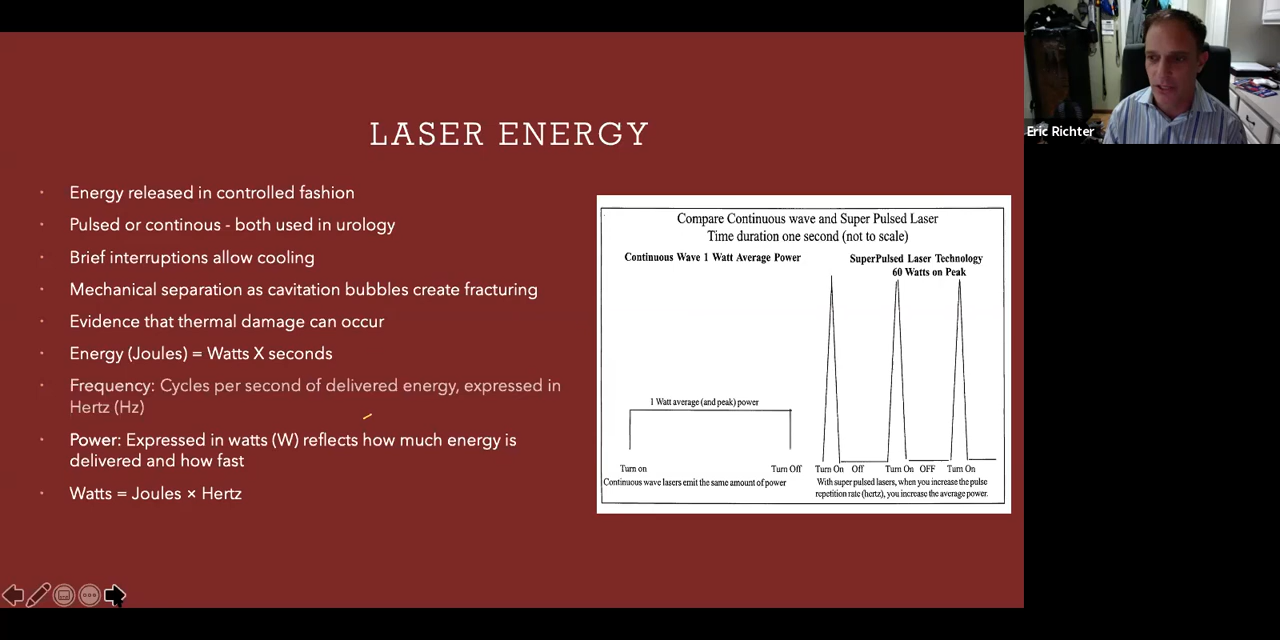 LASER ENERGY
Energy released in controlled fashion
Pulsed or continous - both used in urology
Brief interruptions allow cooling
Mechanical separation as cavitation bubbles create fracturing
Evidence that thermal damage can occur
Energy (Joules) = Watts X seconds
Frequency: Cycles per second of delivered energy, expressed in
Hertz (Hz)
Power: Expressed in watts (W) reflects how much energy is
delivered and how fast
Watts = Joules × Hertz
Compare Continuous wave and Super Pulsed Laser
Time duration one second (not to scale)
Continuous Wave 1 Watt Average Power
1 Watt average (and peak) power
Turn on
Turn Off
Continuous wave lasers emit the same amount of power
SuperPulsed Laser Technology
60 Watts on Peak
Turn On Off Turn On OFF Turn On
With super pulsed lasers, when you increase the pulse
repetition rate (hertz), you increase the average power.
Eric Richter